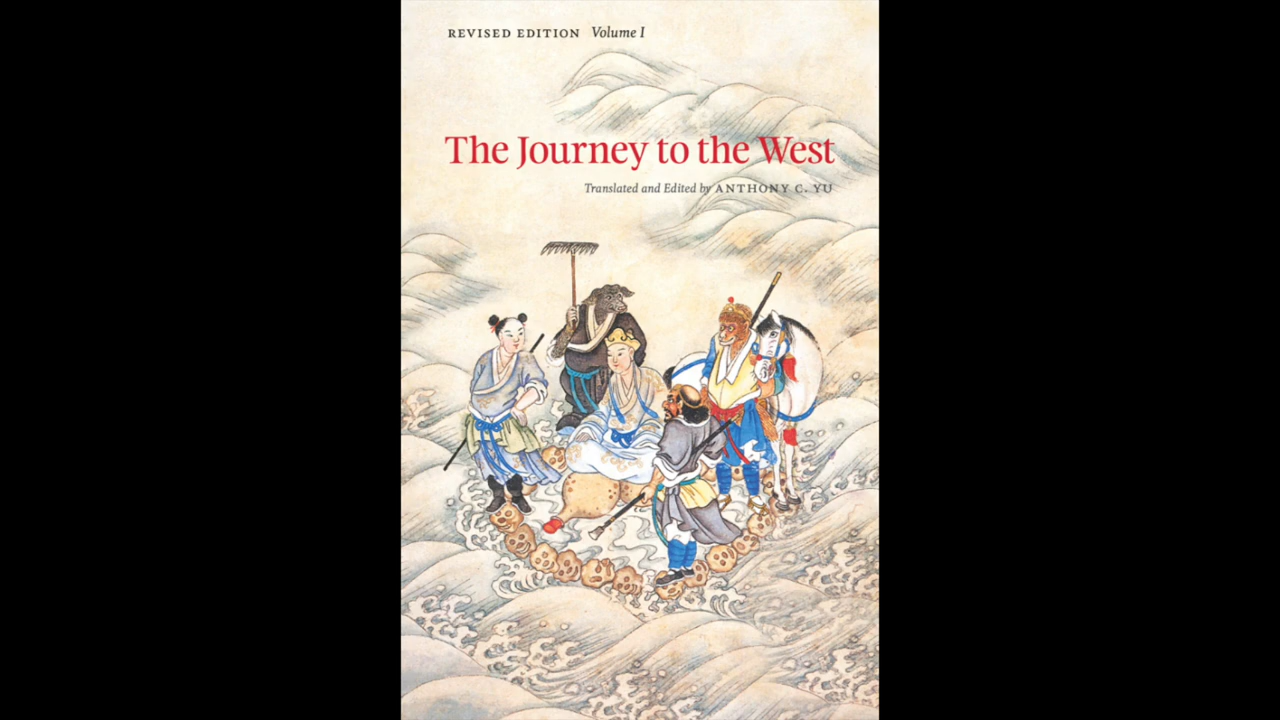 REVISED EDITION Volume I
The Journey to the West
Translated and Edited by ANTHONY C. YU